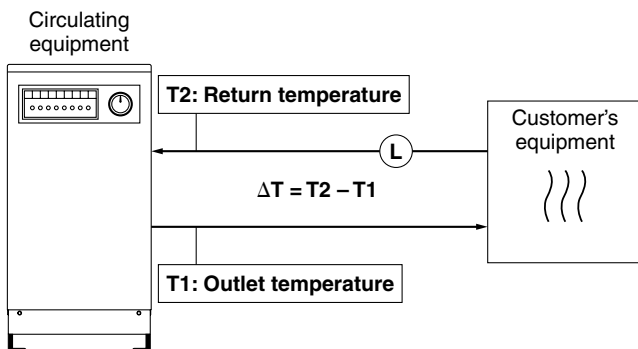 Circulating
equipment
T2: Return temperature
Customer's
equipment
L
ΔT = T2 – T1
T1: Outlet temperature